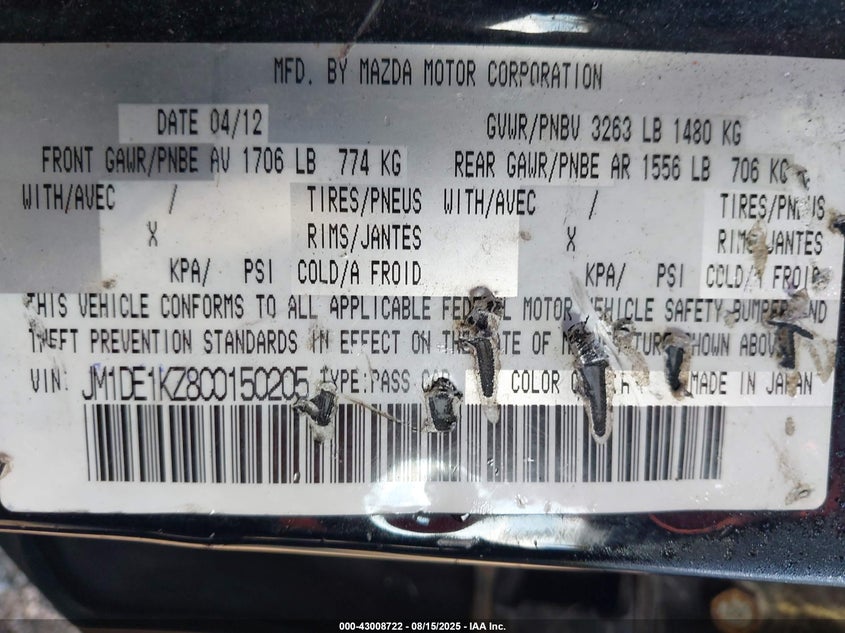 MFD. BY MAZDA MOTOR CORPORATION
DATE 04/12 GVWR/PNBV 3263 LB 1480 KG
FRONT GAWR/PNBE AV 1706 LB 774 KG REAR GAWR/PNBE AR 1556 LB 706 KG
WITH/AVEC / TIRES/PNEUS WITH/AVEC / TIRES/PNEUS
X RIMS/JANTES X RIMS/JANTES
KPA/ PSI COLD/A FROID KPA/ PSI COLD/A FROID
THIS VEHICLE CONFORMS TO ALL APPLICABLE MOTOR VEHICLE SAFETY BUMPER AND
THEFT PREVENTION STANDARDS IN EFFECT ON THE OF SHOWN ABOVE
VIN: JM1DE1KZ8C0150205 TYPE:PASS COLOR MADE IN JAPAN
000-43008722 - 08/15/2025 - IAA Inc.